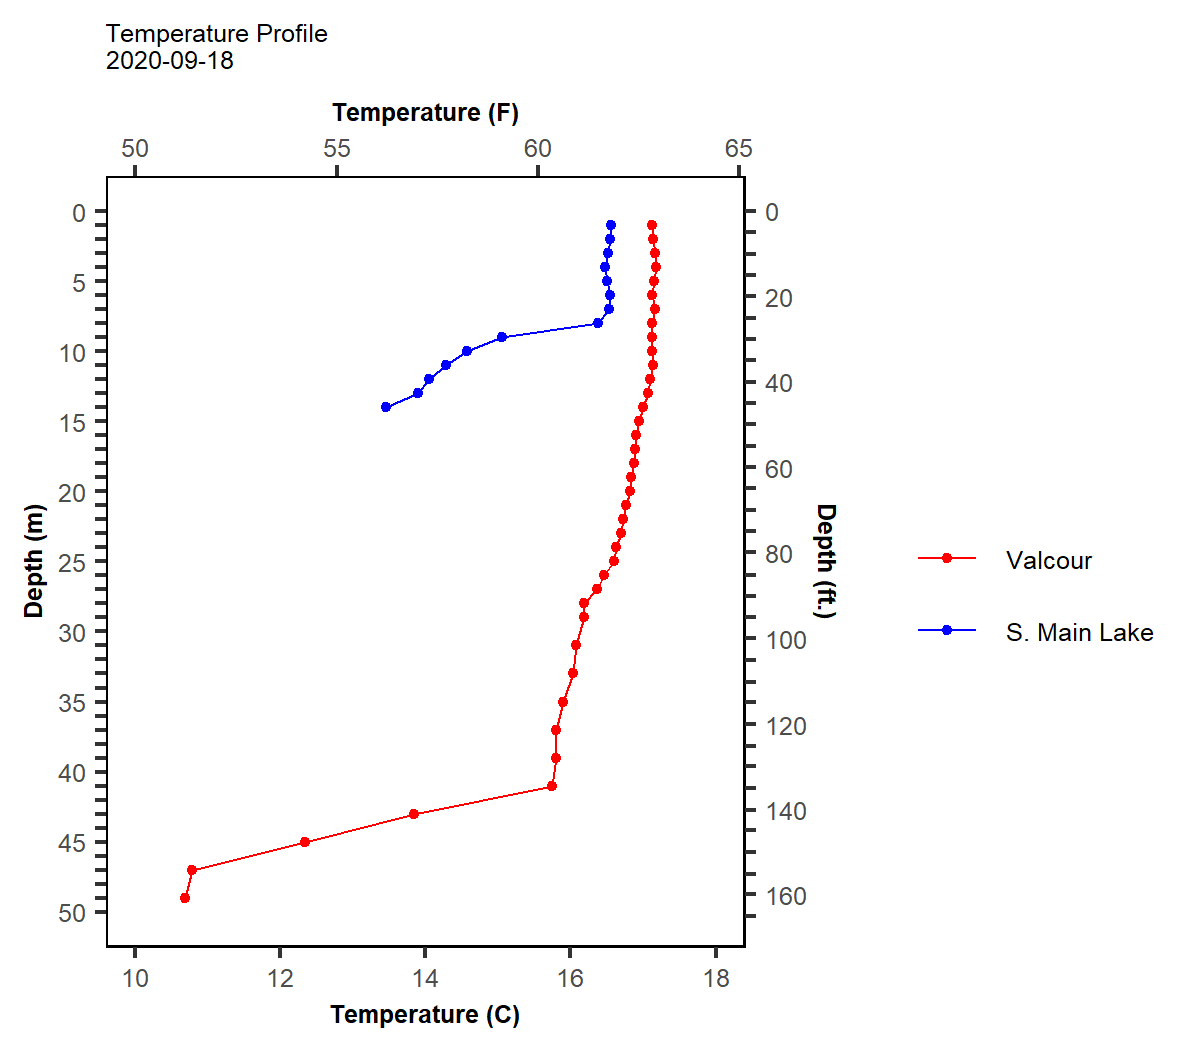 Temperature Profile
2020-09-18
Temperature (F)
50 55 60 65
0
5
10
15
20
25
30
35
40
45
50
Depth (m)
0
20
40
60
80
100
120
140
160
Depth (ft.)
Valcour
S. Main Lake
10 12 14 16 18
Temperature (C)